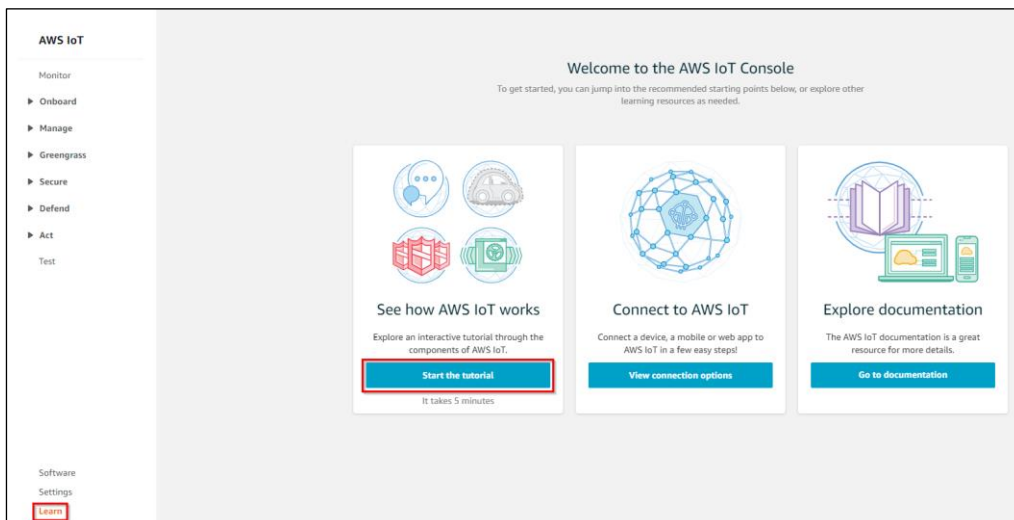 AWS IoT
Monitor
Onboard
Manage
Greengrass
Secure
Defend
Act
Test
Software
Settings
Learn
Welcome to the AWS IoT Console
To get started, you can jump into the recommended starting points below, or explore other
learning resources as needed.
See how AWS IoT works
Explore an interactive tutorial through the
components of AWS IoT.
Start the tutorial
It takes 5 minutes
Connect to AWS IoT
Connect a device, a mobile or web app to
AWS IoT in a few easy steps!
View connection options
Explore documentation
The AWS IoT documentation is a great
resource for more details.
Go to documentation